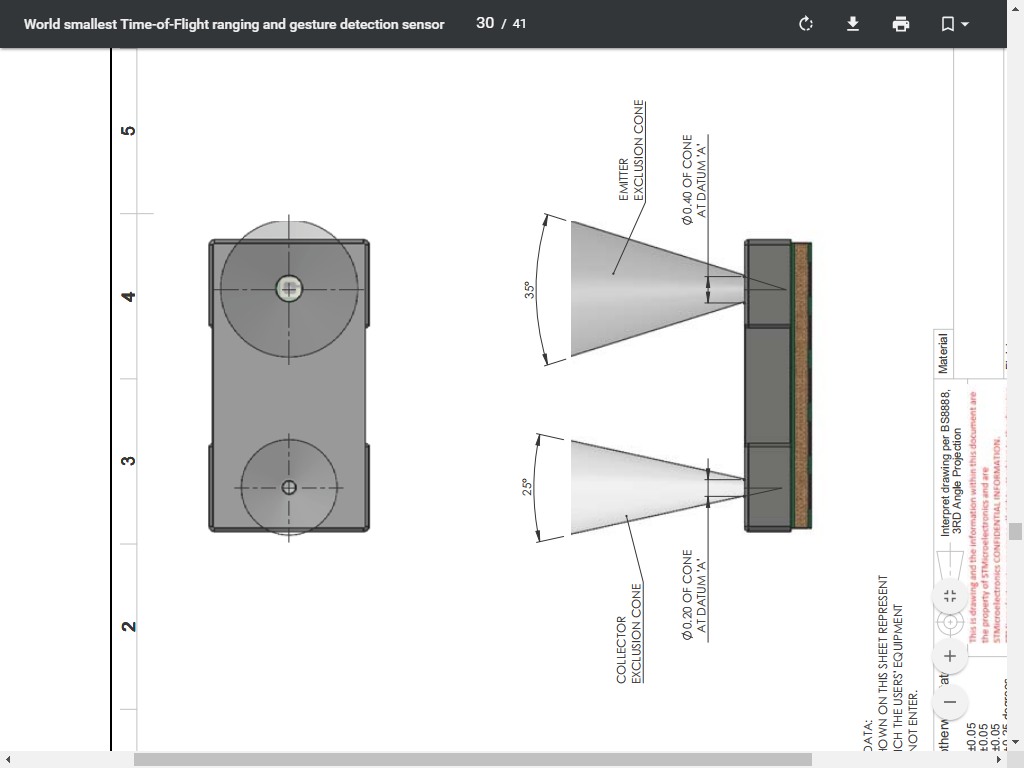 World smallest Time-of-Flight ranging and gesture detection sensor
30 / 41
5
4
3
2
EMITTER
EXCLUSION CONE
Ø0.40 OF CONE
AT DATUM 'A'
35°
25°
COLLECTOR
EXCLUSION CONE
Ø0.20 OF CONE
AT DATUM 'A'
DATA:
OWN ON THIS SHEET REPRESENT
ICH THE USERS' EQUIPMENT
NOT ENTER.
Material
Interpret drawing per BS8888,
3RD Angle Projection
This is drawing and the information within this document are
the property of STMicroelectronics and are
STMicroelectronics CONFIDENTIAL INFORMATION.
±0.05
±0.05
±0.05